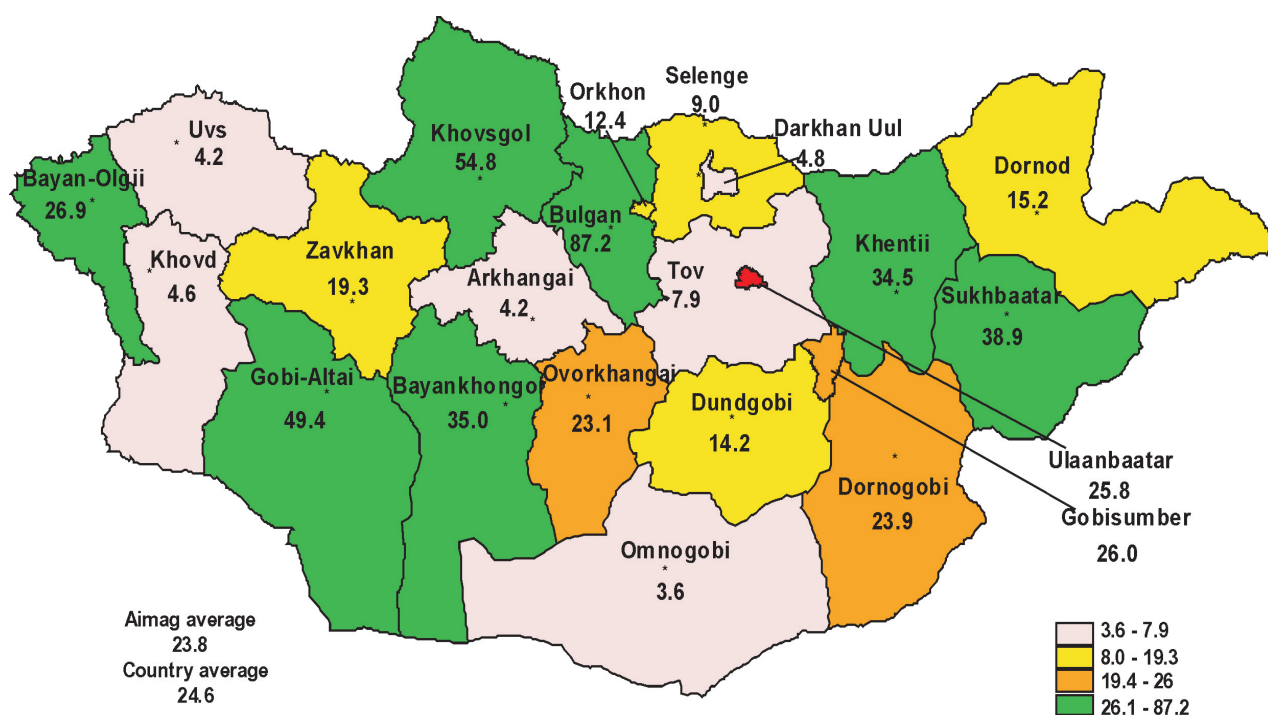 Selenge
9.0
Orkhon
12.4
Darkhan Uul
4.8
Uvs
4.2
Khovsgol
54.8
Dornod
15.2
Bayan-Olgii
26.9
Bulgan
87.2
Khentii
34.5
Khovd
4.6
Zavkhan
19.3
Arkhangai
4.2
Tov
7.9
Sukhbaatar
38.9
Gobi-Altai
49.4
Bayankhongor
35.0
Ovorkhangai
23.1
Dundgobi
14.2
Ulaanbaatar
25.8
Dornogobi
23.9
Gobisumber
26.0
Omnogobi
3.6
Aimag average
23.8
Country average
24.6
3.6 - 7.9
8.0 - 19.3
19.4 - 26
26.1 - 87.2